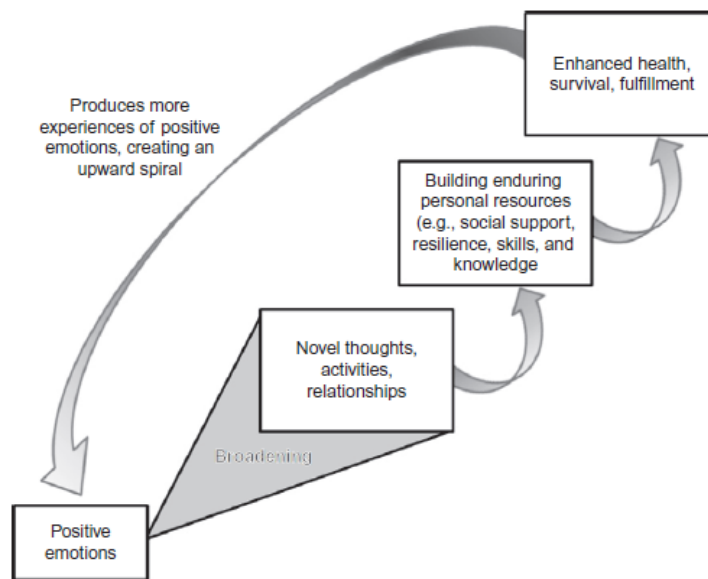 Enhanced health,
survival, fulfillment
Produces more
experiences of positive
emotions, creating an
upward spiral
Building enduring
personal resources
(e.g., social support,
resilience, skills, and
knowledge
Novel thoughts,
activities,
relationships
Broadening
Positive
emotions